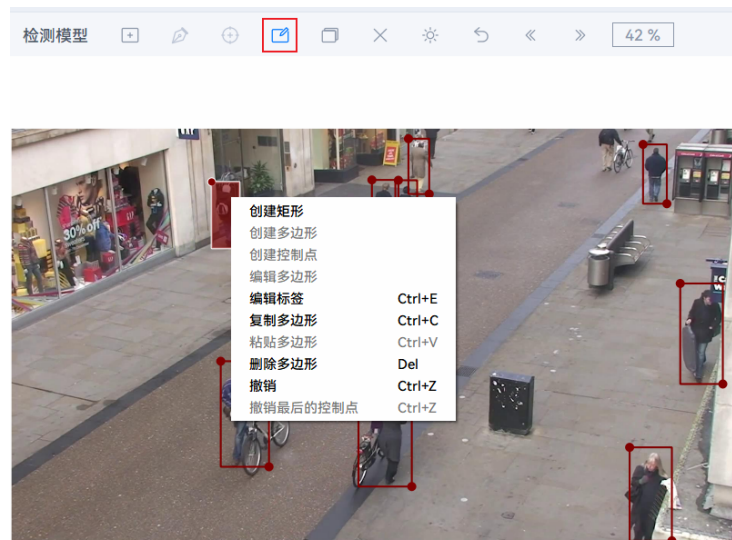 检测模型
42 %
30% off
创建矩形
创建多边形
创建控制点
编辑多边形
编辑标签 Ctrl+E
复制多边形 Ctrl+C
粘贴多边形 Ctrl+V
删除多边形 Del
撤销 Ctrl+Z
撤销最后的控制点 Ctrl+Z